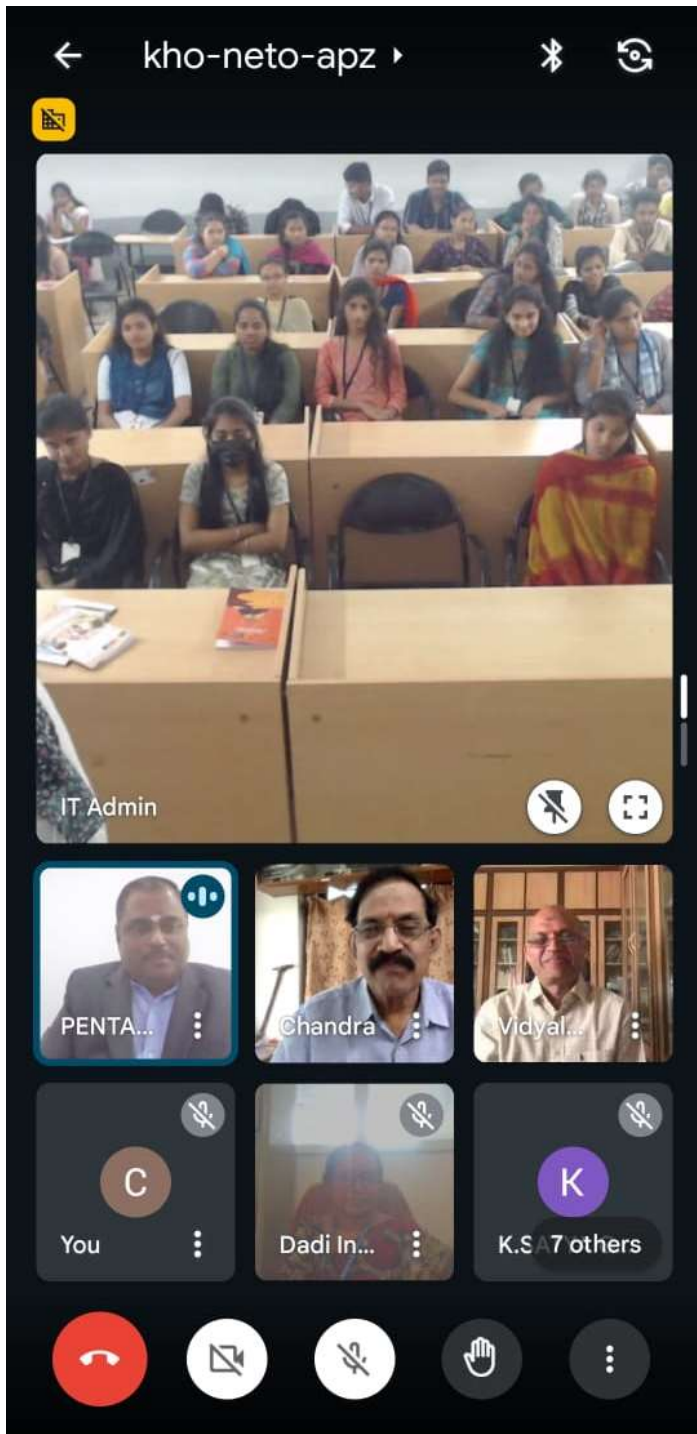 kho-neto-apz
IT Admin
PENTA...
Chandra
Vidyal...
C
You
Dadi In...
K
K.S
7 others